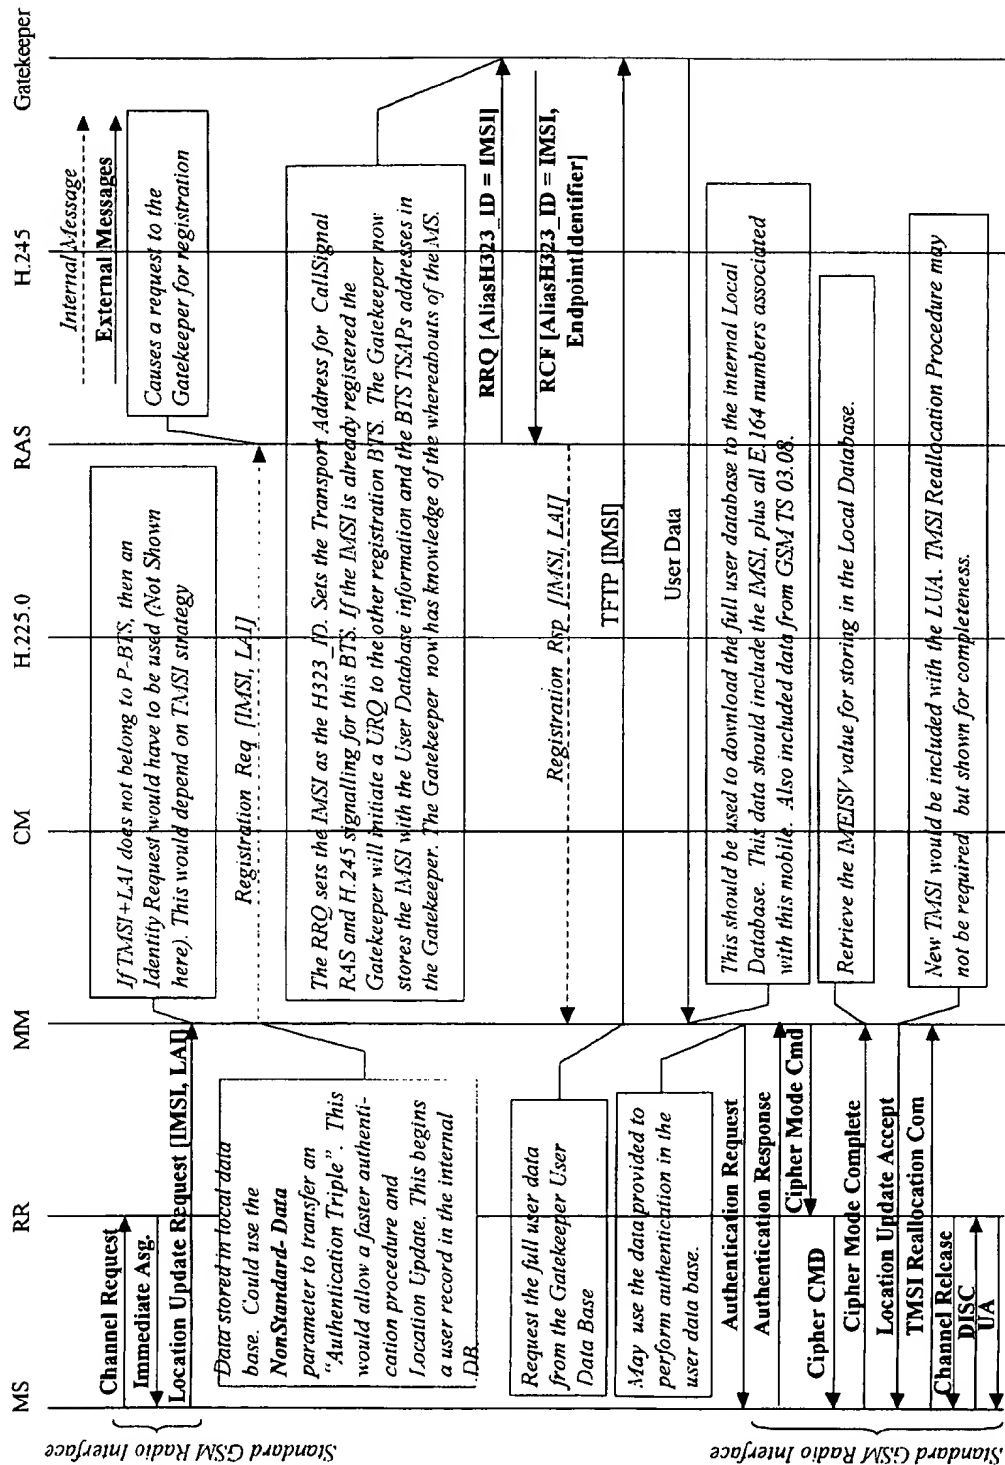 MS
RR
MM
CM
H.225.0
RAS
H.245
Gatekeeper
Standard GSM Radio Interface
Internal Message
External Messages
Channel Request
Immediate Asg.
Location Update Request [IMSI, LAI]
If TMSI+LAI does not belong to P-BTS, then an
Identity Request would have to be used (Not Shown
here). This would depend on TMSI strategy
Causes a request to the
Gatekeeper for registration
Registration Req [IMSI, LAI]
Data stored in local data
base. Could use the
NonStandard- Data
parameter to transfer an
"Authentication Triple". This
would allow a faster authenti-
cation procedure and
Location Update. This begins
a user record in the internal
DB.
The RRQ sets the IMSI as the H323_ID. Sets the Transport Address for CallSignal
RAS and H.245 signalling for this BTS. If the IMSI is already registered the
Gatekeeper will initiate a URQ to the other registration BTS. The Gatekeeper now
stores the IMSI with the User Database information and the BTS TSAPs addresses in
the Gatekeeper. The Gatekeeper now has knowledge of the whereabouts of the MS.
RRQ [AliasH323_ID = IMSI]
RCF [AliasH323_ID = IMSI,
EndpointIdentifier]
Registration Rsp [IMSI, LAI]
Request the full user data
from the Gatekeeper User
Data Base
TFTP [IMSI]
User Data
May use the data provided to
perform authentication in the
user data base.
This should be used to download the full user database to the internal Local
Database. This data should include the IMSI, plus all E.164 numbers associated
with this mobile. Also included data from GSM TS 03.08.
Authentication Request
Authentication Response
Cipher Mode Cmd
Cipher CMD
Cipher Mode Complete
Retrieve the IMEISV value for storing in the Local Database.
Location Update Accept
TMSI Reallocation Com
New TMSI would be included with the LUA. TMSI Reallocation Procedure may
not be required but shown for completeness.
Channel Release
DISC
UA
Standard GSM Radio Interface